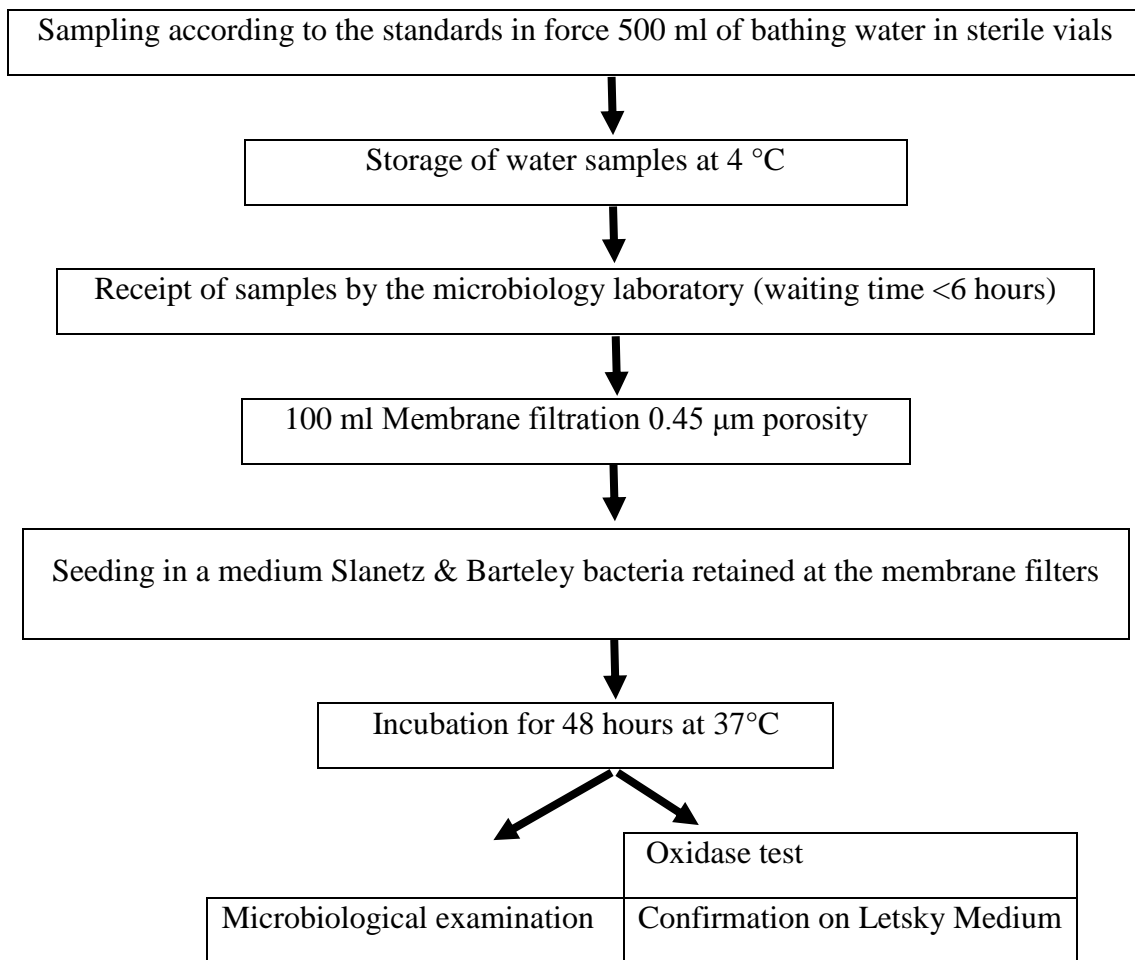 Sampling according to the standards in force 500 ml of bathing water in sterile vials
Storage of water samples at 4 °C
Receipt of samples by the microbiology laboratory (waiting time <6 hours)
100 ml Membrane filtration 0.45 μm porosity
Seeding in a medium Slanetz & Barteley bacteria retained at the membrane filters
Incubation for 48 hours at 37°C
Oxidase test
Microbiological examination
Confirmation on Letsky Medium